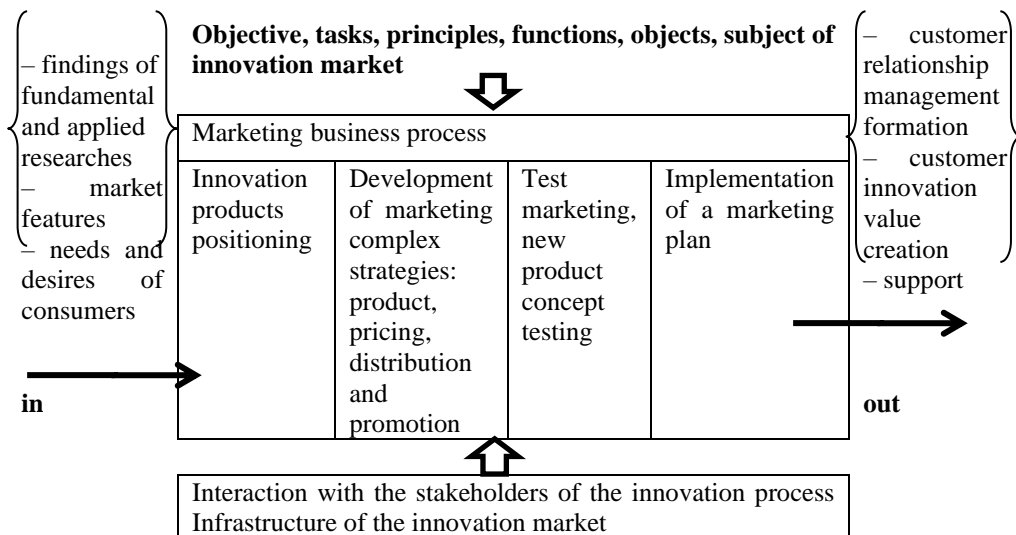 Objective, tasks, principles, functions, objects, subject of
innovation market
– findings of
fundamental
and applied
researches
– market
features
– needs and
desires of
consumers
in
Marketing business process
Innovation
products
positioning
Development
of marketing
complex
strategies:
product,
pricing,
distribution
and
promotion
Test
marketing,
new
product
concept
testing
Implementation
of a marketing
plan
– customer
relationship
management
formation
– customer
innovation
value
creation
– support
out
Interaction with the stakeholders of the innovation process
Infrastructure of the innovation market